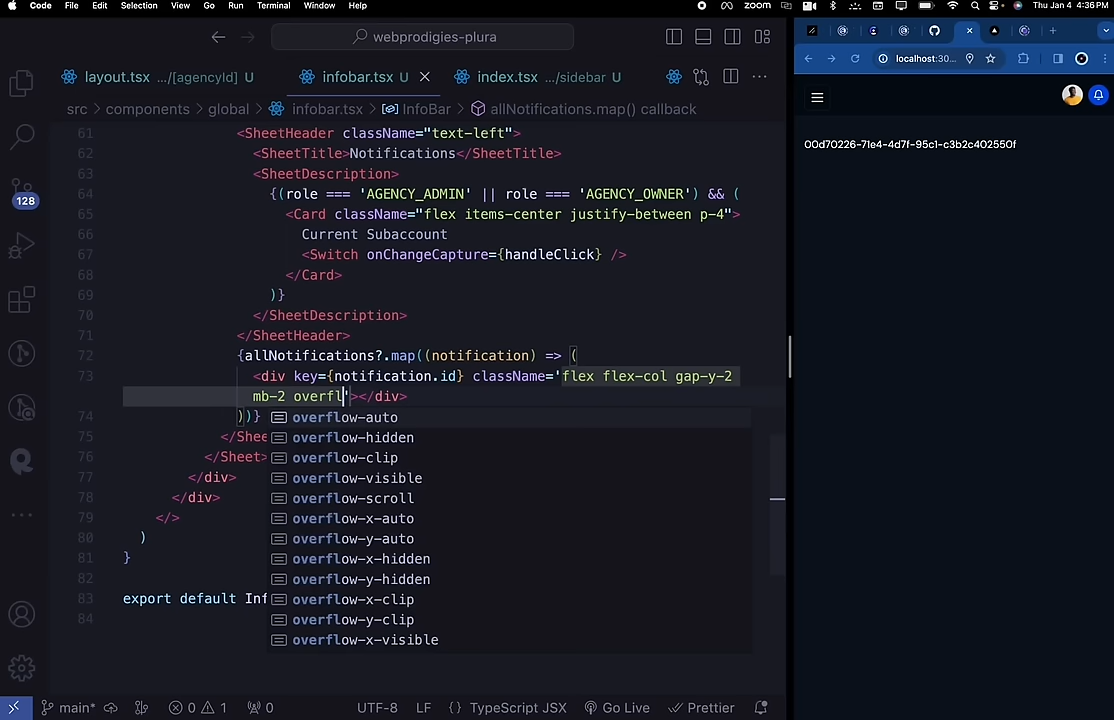 Code File Edit Selection View Go Run Terminal Window Help zoom Thu Jan 4 4:36 PM
webprodigies-plura
layout.tsx .../[agencyId] U infobar.tsx U index.tsx .../sidebar U
localhost:30...
src > components > global > infobar.tsx > InfoBar > allNotifications.map() callback
61 <SheetHeader className="text-left">
62 <SheetTitle>Notifications</SheetTitle>
63 <SheetDescription>
64 {(role === 'AGENCY_ADMIN' || role === 'AGENCY_OWNER') && (
65 <Card className="flex items-center justify-between p-4">
66 Current Subaccount
67 <Switch onChangeCapture={handleClick} />
68 </Card>
69 )}
70 </SheetDescription>
71 </SheetHeader>
72 {allNotifications?.map((notification) => (
73 <div key={notification.id} className='flex flex-col gap-y-2
mb-2 overfl'></div>
74 ))}
75 </Shee
76 </Sheet>
77 </div>
78 </div>
79 </>
80 )
81 }
82
83 export default Inf
84
overflow-auto
overflow-hidden
overflow-clip
overflow-visible
overflow-scroll
overflow-x-auto
overflow-y-auto
overflow-x-hidden
overflow-y-hidden
overflow-x-clip
overflow-y-clip
overflow-x-visible
128
00d70226-71e4-4d7f-95c1-c3b2c402550f
main* 0 1 0 UTF-8 LF {} TypeScript JSX Go Live Prettier